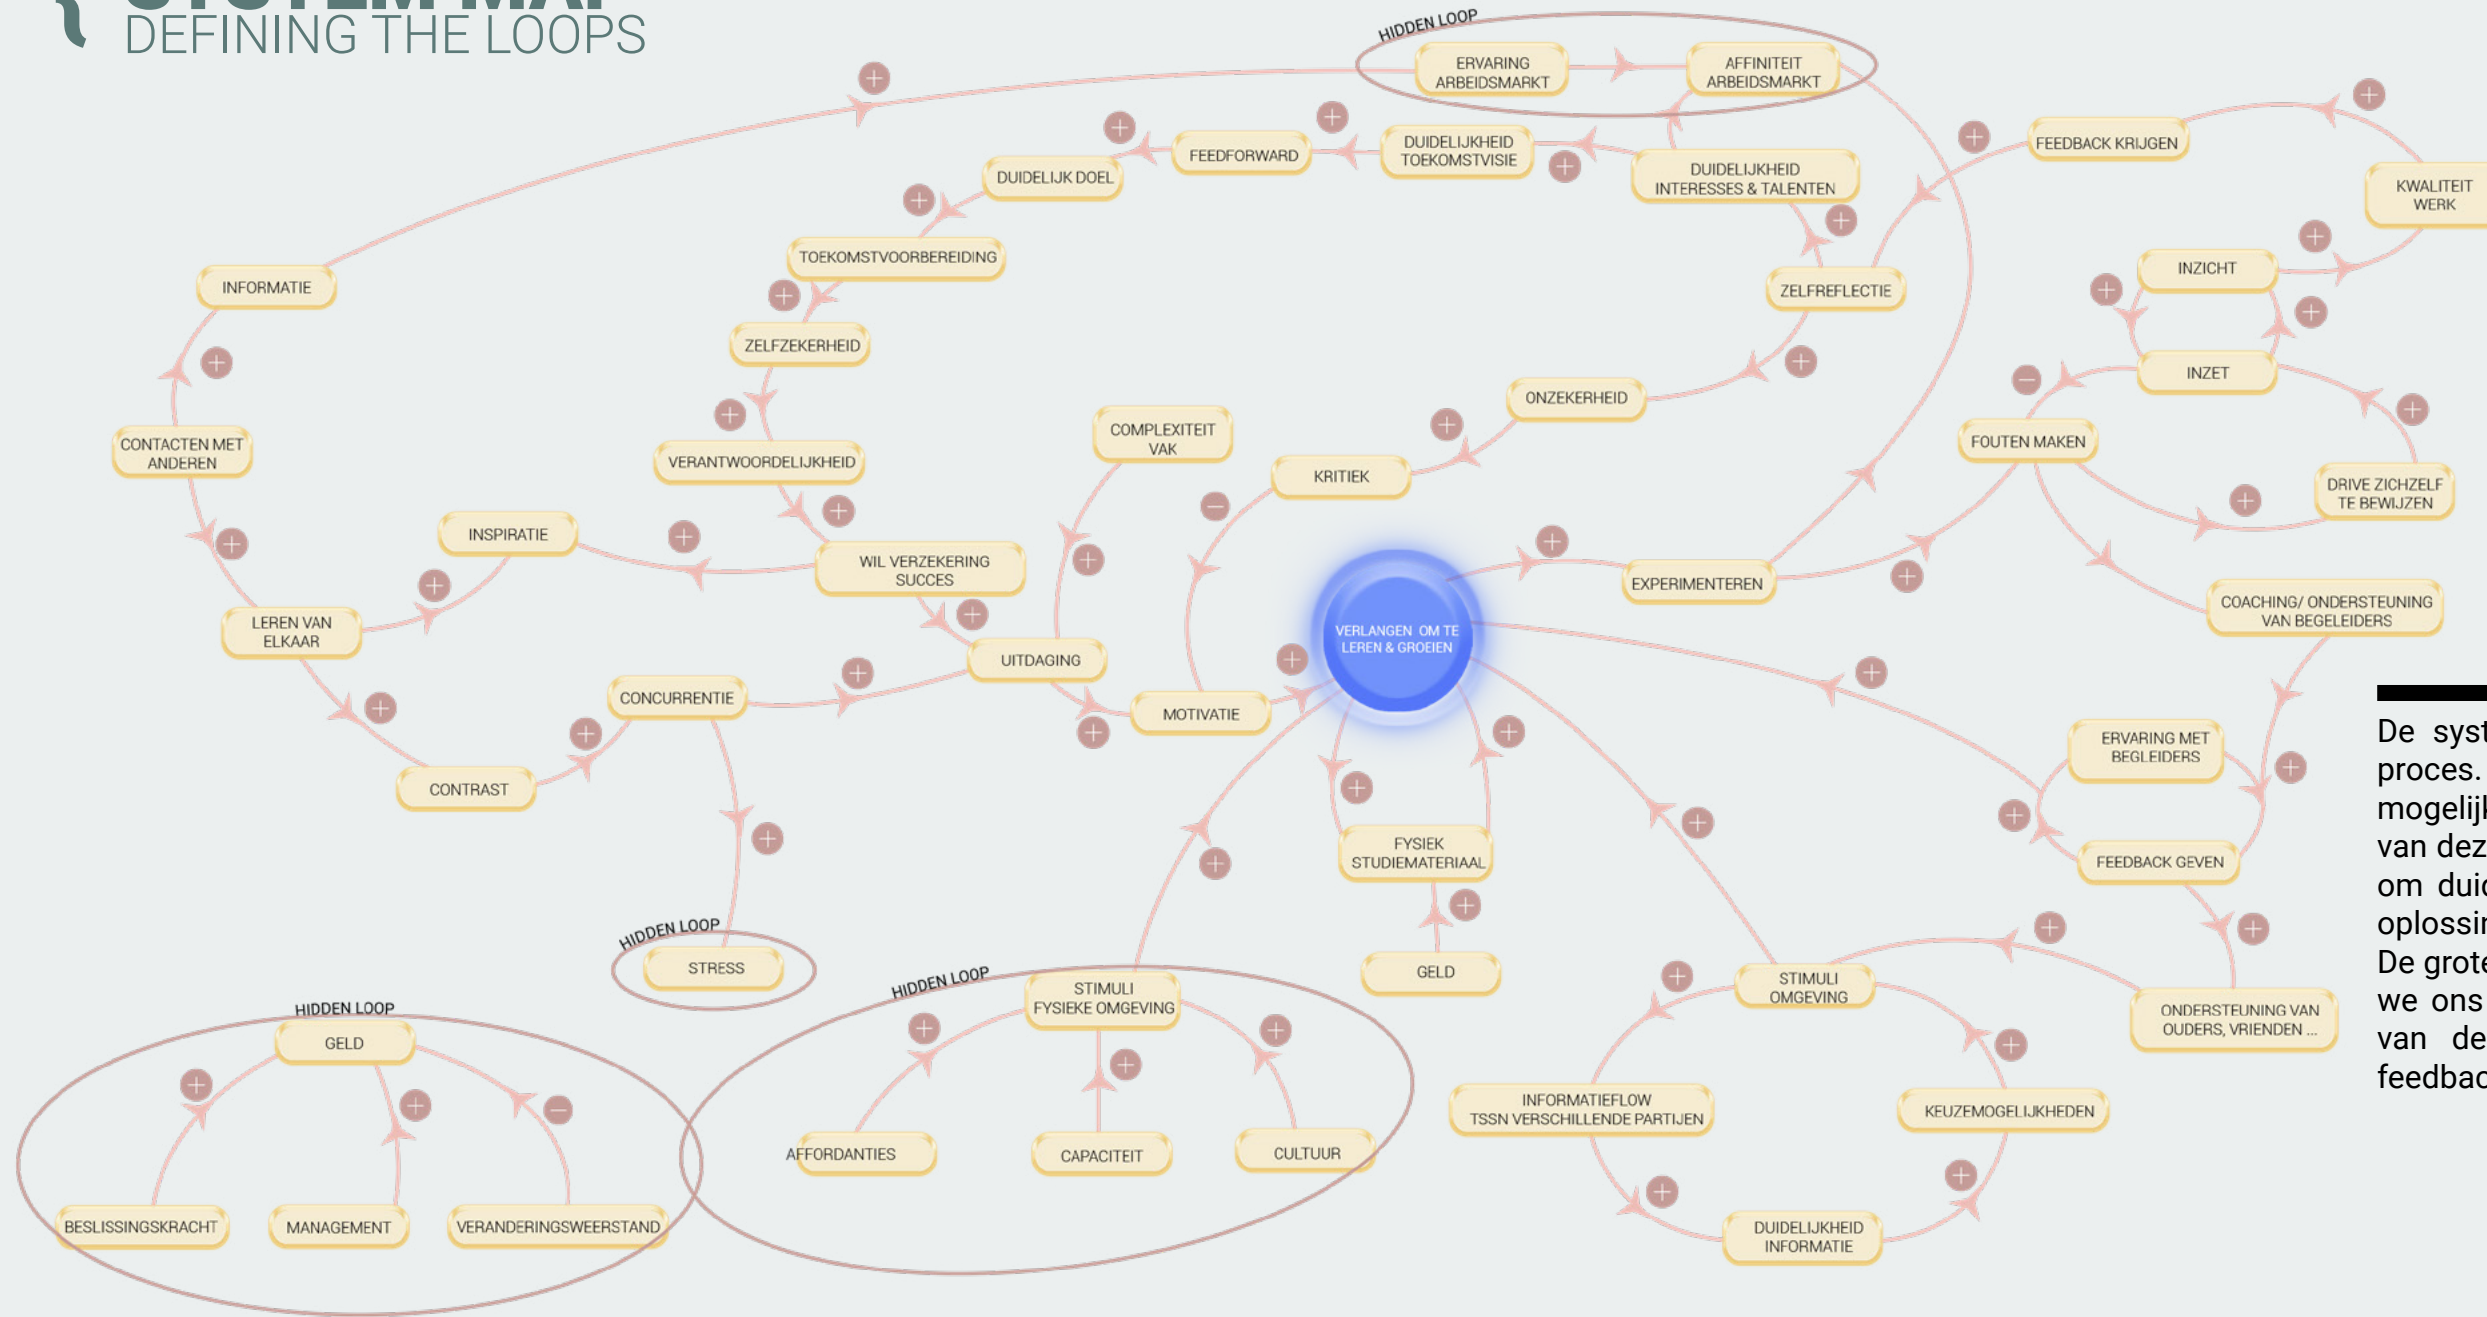 SYSTEM MAP
DEFINING THE LOOPS
HIDDEN LOOP
ERVARING
ARBEIDSMARKT
AFFINITEIT
ARBEIDSMARKT
FEEDBACK KRIJGEN
KWALITEIT
WERK
DUIDELIJKHEID
TOEKOMSTVISIE
FEEDFORWARD
DUIDELIJK DOEL
DUIDELIJKHEID
INTERESSES & TALENTEN
TOEKOMSTVOORBEREIDING
INZICHT
INFORMATIE
ZELFREFLECTIE
ZELFZEKERHEID
INZET
ONZEKERHEID
COMPLEXITEIT
VAK
FOUTEN MAKEN
CONTACTEN MET
ANDEREN
VERANTWOORDELIJKHEID
KRITIEK
DRIVE ZICHZELF
TE BEWIJZEN
INSPIRATIE
WIL VERZEKERING
SUCCES
EXPERIMENTEREN
COACHING/ ONDERSTEUNING
VAN BEGELEIDERS
LEREN VAN
ELKAAR
VERLANGEN OM TE
LEREN & GROEIEN
UITDAGING
CONCURRENTIE
MOTIVATIE
CONTRAST
ERVARING MET
BEGLEIDERS
FYSIEK
STUDIEMATERIAAL
FEEDBACK GEVEN
HIDDEN LOOP
STRESS
GELD
HIDDEN LOOP
STIMULI
FYSIEKE OMGEVING
STIMULI
OMGEVING
ONDERSTEUNING VAN
OUDERS, VRIENDEN ...
HIDDEN LOOP
GELD
INFORMATIEFLOW
TSSN VERSCHILLENDE PARTIJEN
KEUZEMOGELIJKHEDEN
AFFORDANTIES
CAPACITEIT
CULTUUR
BESLISSINGSKRACHT
MANAGEMENT
VERANDERINGSWEERSTAND
DUIDELIJKHEID
INFORMATIE
De syst
proces.
mogelijk
van dez
om duid
oplossin
De grote
we ons
van de
feedbac